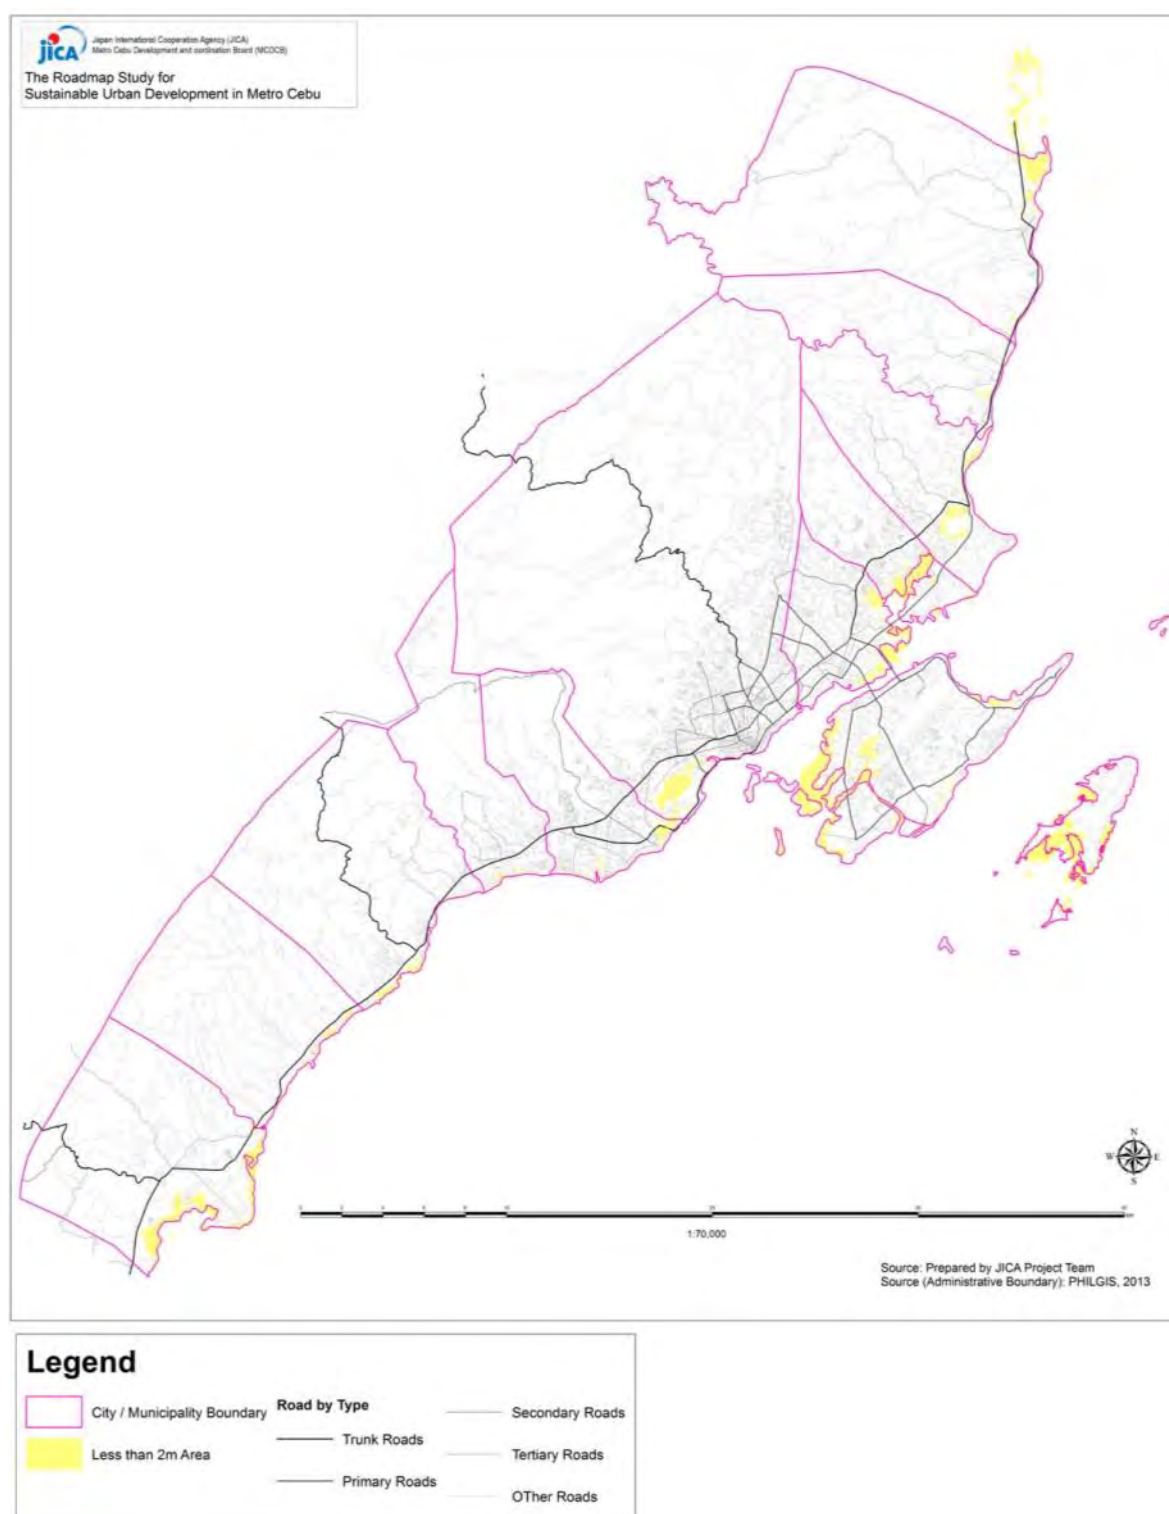 jICA
Japan International Cooperation Agency (JICA)
Metro Cebu Development and cordination Board (MCDCB)
The Roadmap Study for
Sustainable Urban Development in Metro Cebu
N
W E
S
1:70,000
Source: Prepared by JICA Project Team
Source (Administrative Boundary): PHILGIS, 2013
Legend
City / Municipality Boundary
Less than 2m Area
Road by Type
Trunk Roads
Primary Roads
Secondary Roads
Tertiary Roads
OTher Roads